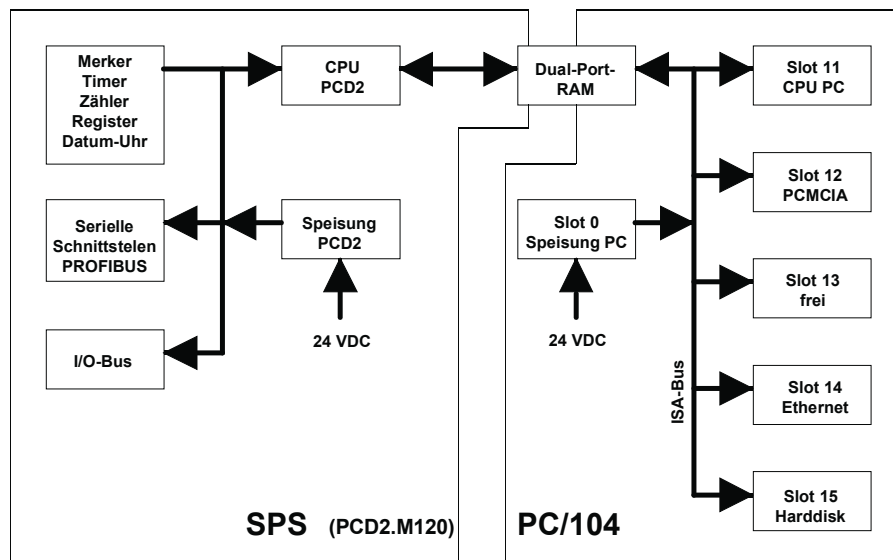 Merker
Timer
Zähler
Register
Datum-Uhr
CPU
PCD2
Dual-Port-
RAM
Slot 11
CPU PC
Slot 12
PCMCIA
Serielle
Schnittstelen
PROFIBUS
Speisung
PCD2
Slot 0
Speisung PC
Slot 13
frei
24 VDC
24 VDC
I/O-Bus
ISA-Bus
Slot 14
Ethernet
Slot 15
Harddisk
SPS (PCD2.M120)
PC/104